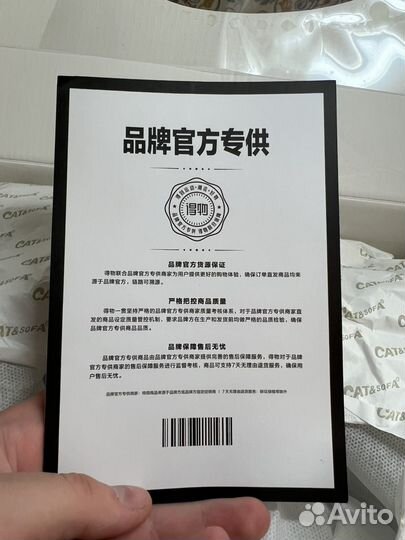 品牌官方专供
得物
品牌官方货源保证
得物联合品牌官方专供商家为用户提供更好的购物体验，确保订单直发商品均来
源于品牌官方，链路可溯源。
严格把控商品质量
得物一贯坚持严格的品牌官方专供商家质量考核体系，对于品牌官方专供商家直
发的商品设定质量管控机制，要求品牌方在生产和发货前均做严格的品质检验，确保
品牌官方专供商品品质。
品牌保障售后无忧
品牌官方专供商品由品牌官方专供商家提供完善的售后保障服务，得物对于品牌
官方专供商家的售后保障服务进行监督考核，商品可支持7天无理由退货服务，确保用
户售后无忧。
CAT&SOFA
CAT&SOFA
CAT&SOFA
CAT&SOFA
Avito